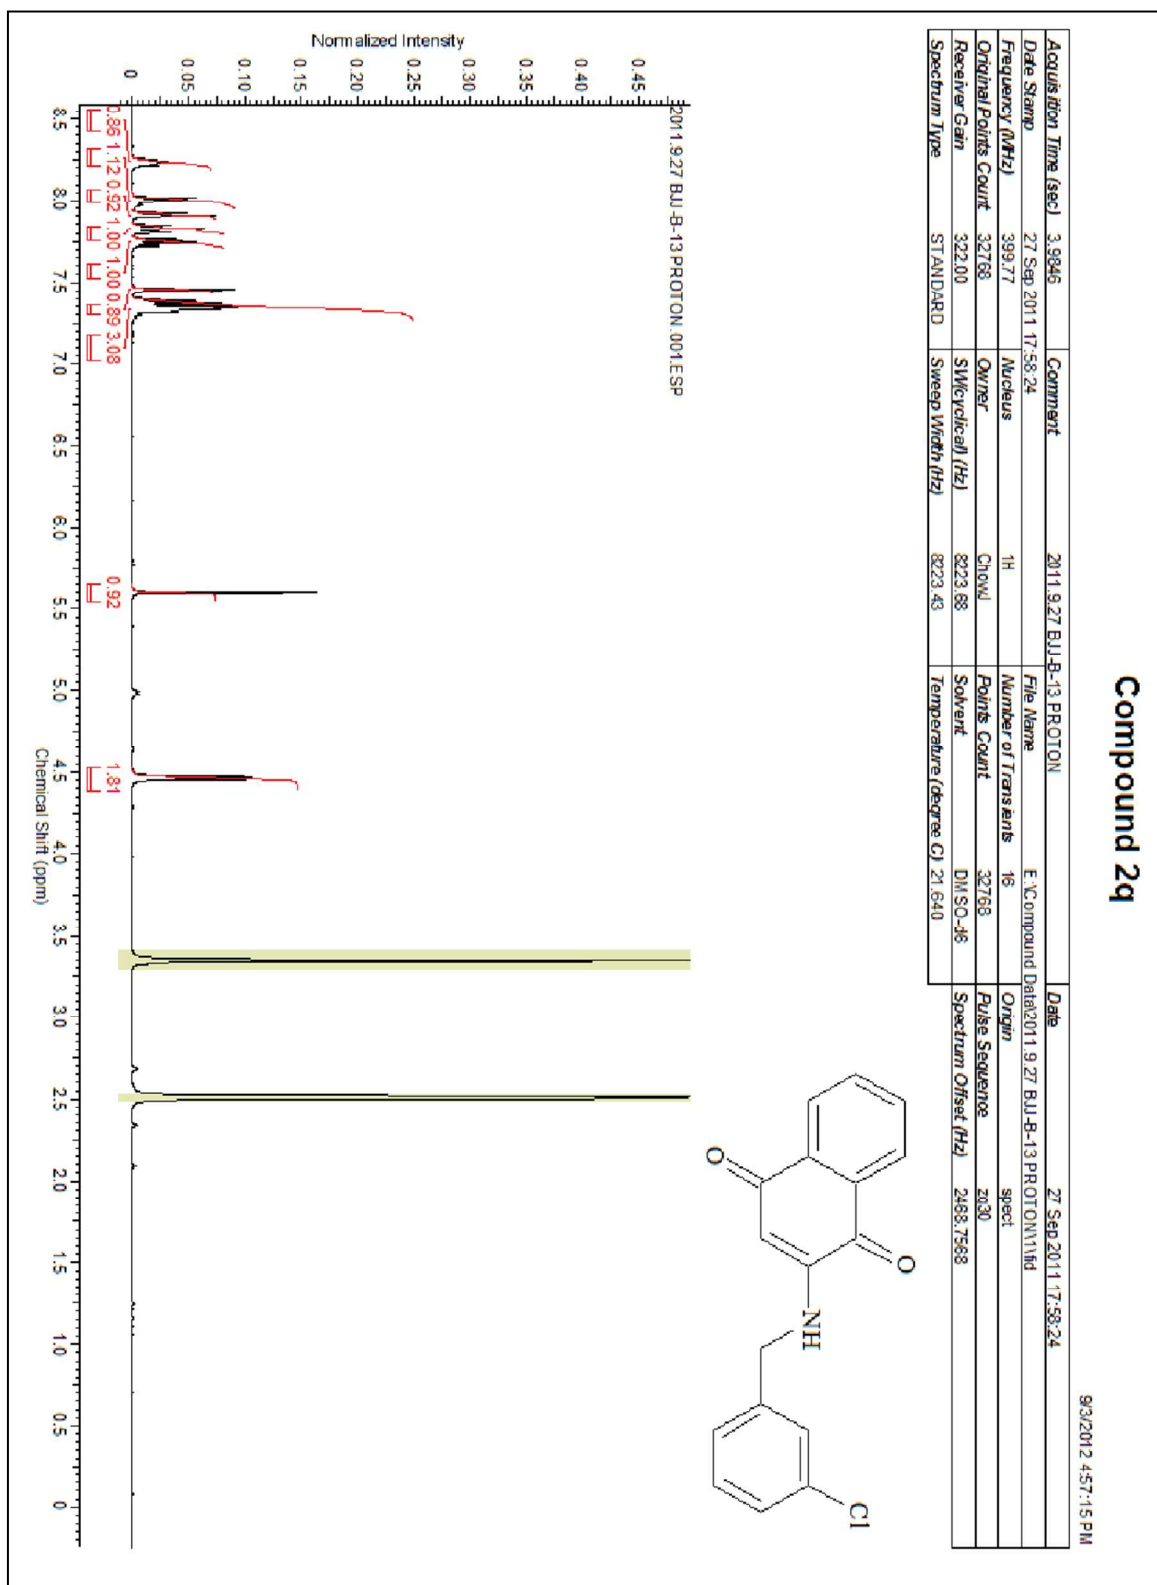 Compound 2q
9/3/2012 4:57:15 PM
Acquisition Time (sec) 3.9846 Comment 2011.9.27 BJJ-B-13 PROTON Date 27 Sep 2011 17:58:24
Date Stamp 27 Sep 2011 17:58:24 File Name E:\Compound Data\2011.9.27 BJJ-B-13 PROTON\1\fid
Frequency (MHz) 399.77 Nucleus 1H Number of Transients 16 Origin spect
Original Points Count 32768 Owner ChowJ Points Count 32768 Pulse Sequence zg30
Receiver Gain 322.00 SW(cyclical) (Hz) 8223.68 Solvent DMSO-d6 Spectrum Offset (Hz) 2468.7568
Spectrum Type STANDARD Sweep Width (Hz) 8223.43 Temperature (degree C) 21.640
2011.9.27 BJJ-B-13 PROTON.001.ESP
O
O
NH
Cl
Normalized Intensity
0.45
0.40
0.35
0.30
0.25
0.20
0.15
0.10
0.05
0
0.86 1.12 0.92 1.00 1.00 0.89 3.08 0.92 1.81
8.5 8.0 7.5 7.0 6.5 6.0 5.5 5.0 4.5 4.0 3.5 3.0 2.5 2.0 1.5 1.0 0.5 0
Chemical Shift (ppm)